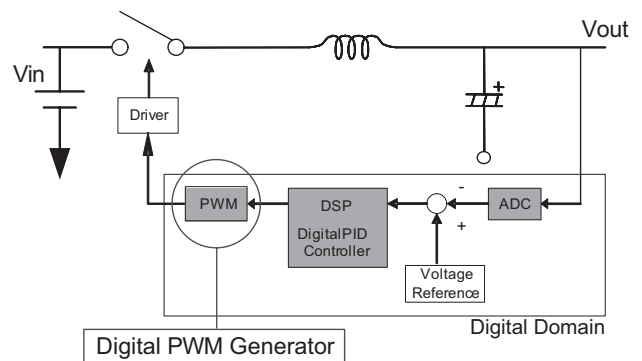 Vout
Vin
+
Driver
PWM
DSP
DigitalPID
Controller
-
+
ADC
Voltage
Reference
Digital Domain
Digital PWM Generator